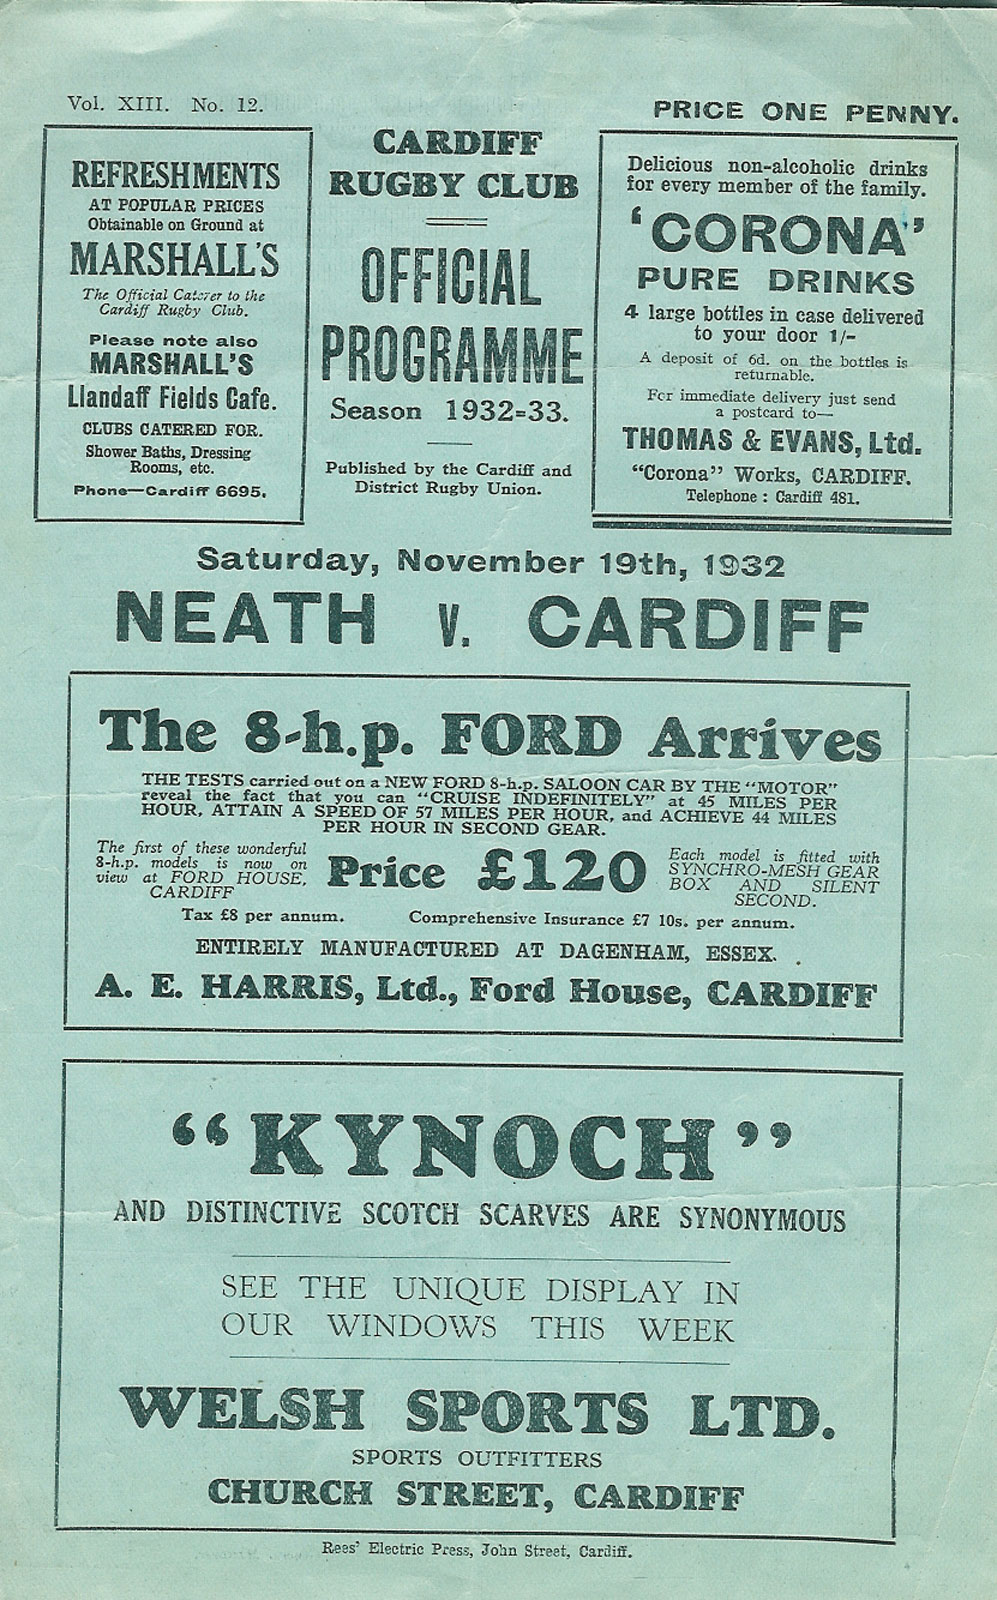 Vol. XIII. No. 12.
PRICE ONE PENNY.
REFRESHMENTS
AT POPULAR PRICES
Obtainable on Ground at
MARSHALL'S
The Official Caterer to the
Cardiff Rugby Club.
Please note also
MARSHALL'S
Llandaff Fields Cafe.
CLUBS CATERED FOR.
Shower Baths, Dressing
Rooms, etc.
Phone—Cardiff 6695.
CARDIFF
RUGBY CLUB
OFFICIAL
PROGRAMME
Season 1932=33.
Published by the Cardiff and
District Rugby Union.
Delicious non-alcoholic drinks
for every member of the family.
'CORONA'
PURE DRINKS
4 large bottles in case delivered
to your door 1/-
A deposit of 6d. on the bottles is
returnable.
For immediate delivery just send
a postcard to—
THOMAS & EVANS, Ltd.
"Corona" Works, CARDIFF.
Telephone : Cardiff 481.
Saturday, November 19th, 1932
NEATH v. CARDIFF
The 8-h.p. FORD Arrives
THE TESTS carried out on a NEW FORD 8-h.p. SALOON CAR BY THE "MOTOR"
reveal the fact that you can "CRUISE INDEFINITELY" at 45 MILES PER
HOUR, ATTAIN A SPEED OF 57 MILES PER HOUR, and ACHIEVE 44 MILES
PER HOUR IN SECOND GEAR.
The first of these wonderful
8-h.p. models is now on
view at FORD HOUSE,
CARDIFF
Price £120
Each model is fitted with
SYNCHRO-MESH GEAR
BOX AND SILENT
SECOND.
Tax £8 per annum. Comprehensive Insurance £7 10s. per annum.
ENTIRELY MANUFACTURED AT DAGENHAM, ESSEX.
A. E. HARRIS, Ltd., Ford House, CARDIFF
"KYNOCH"
AND DISTINCTIVE SCOTCH SCARVES ARE SYNONYMOUS
SEE THE UNIQUE DISPLAY IN
OUR WINDOWS THIS WEEK
WELSH SPORTS LTD.
SPORTS OUTFITTERS
CHURCH STREET, CARDIFF
Rees' Electric Press, John Street, Cardiff.